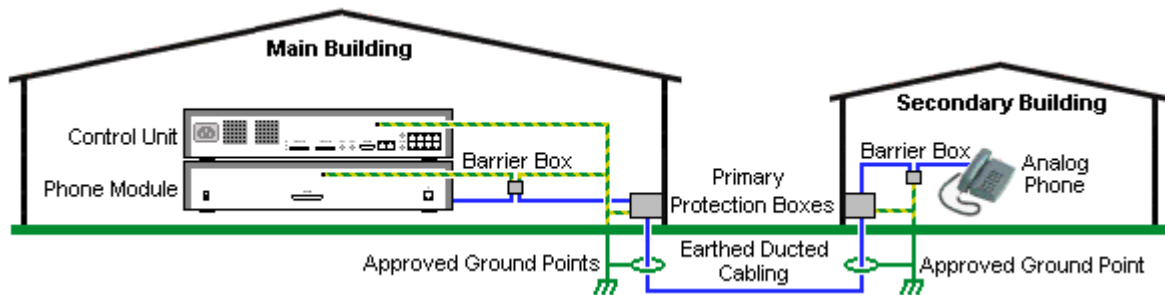 Main Building
Control Unit
Phone Module
Barrier Box
Primary
Protection Boxes
Secondary Building
Barrier Box
Analog
Phone
Approved Ground Points
Earthed Ducted
Cabling
Approved Ground Point